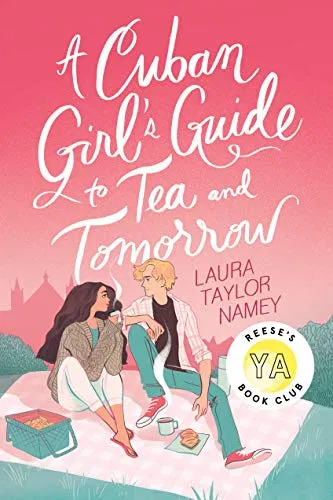 A Cuban
Girl's Guide
to Tea and
Tomorrow
LAURA
TAYLOR
NAMEY
REESE'S
YA
BOOK CLUB